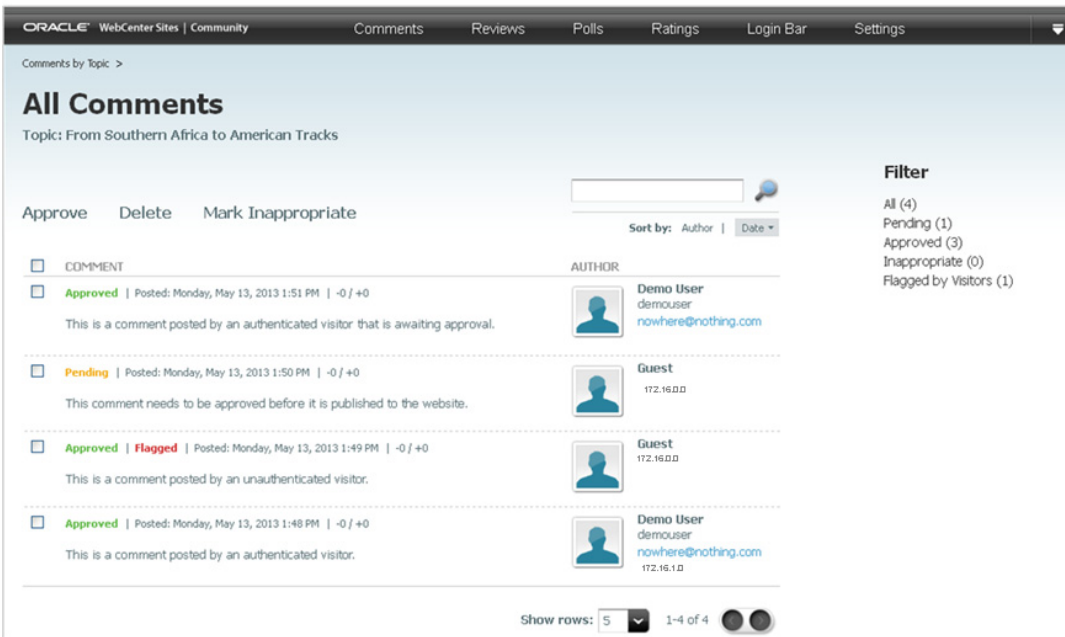 ORACLE WebCenter Sites | Community Comments Reviews Polls Ratings Login Bar Settings
Comments by Topic >
All Comments
Topic: From Southern Africa to American Tracks
Approve Delete Mark Inappropriate
Sort by: Author | Date
COMMENT AUTHOR
Approved | Posted: Monday, May 13, 2013 1:51 PM | -0 / +0
This is a comment posted by an authenticated visitor that is awaiting approval.
Demo User
demouser
nowhere@nothing.com
Pending | Posted: Monday, May 13, 2013 1:50 PM | -0 / +0
This comment needs to be approved before it is published to the website.
Guest
172.16.0.0
Approved | Flagged | Posted: Monday, May 13, 2013 1:49 PM | -0 / +0
This is a comment posted by an unauthenticated visitor.
Guest
172.16.0.0
Approved | Posted: Monday, May 13, 2013 1:48 PM | -0 / +0
This is a comment posted by an authenticated visitor.
Demo User
demouser
nowhere@nothing.com
172.16.1.0
Show rows: 5 1-4 of 4
Filter
All (4)
Pending (1)
Approved (3)
Inappropriate (0)
Flagged by Visitors (1)